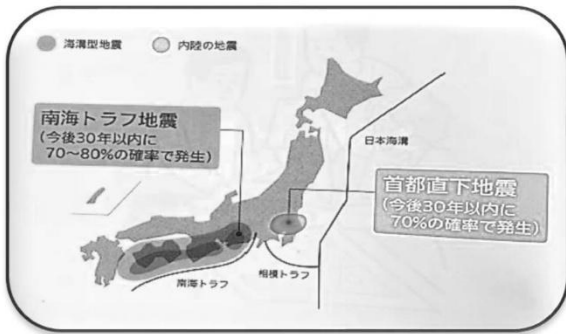 海溝型地震
内陸の地震
南海トラフ地震
(今後30年以内に
70〜80%の確率で発生)
日本海溝
首都直下地震
(今後30年以内に
70%の確率で発生)
相模トラフ
南海トラフ